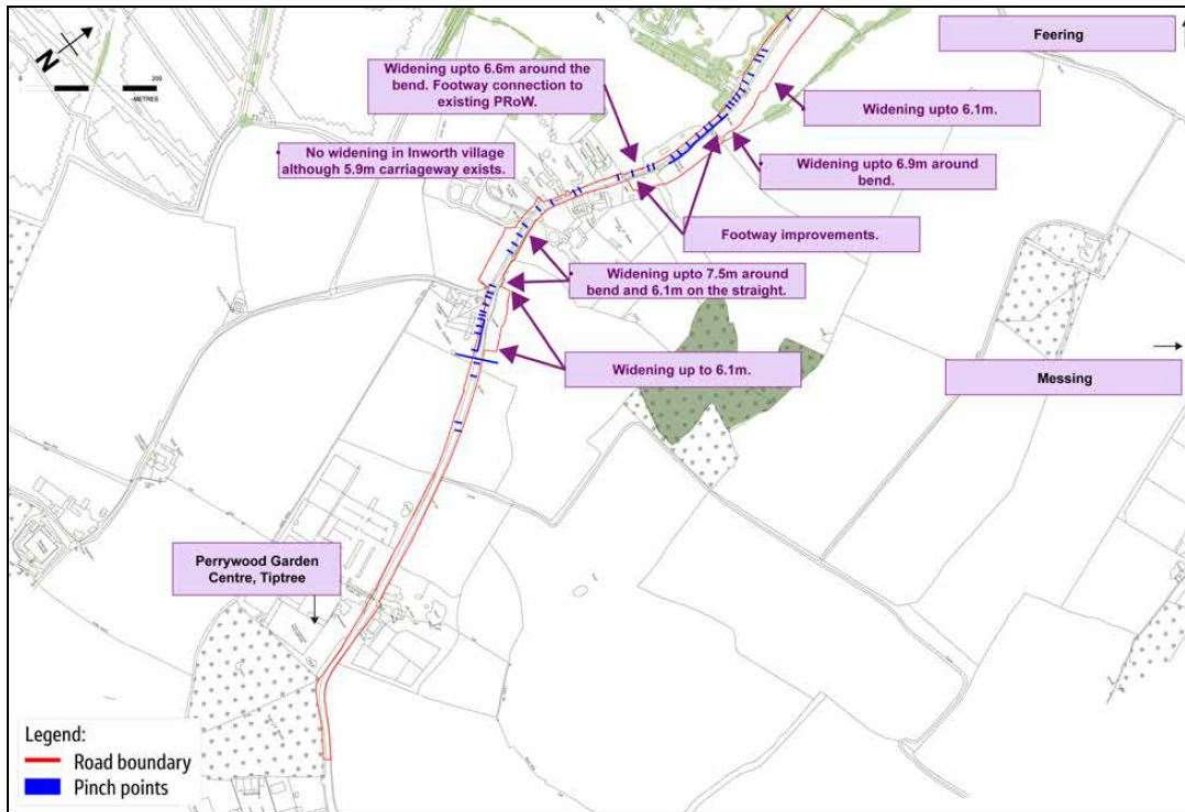 N
0
200
METRES
Feering
Widening upto 6.6m around the
bend. Footway connection to
existing PRoW.
Widening upto 6.1m.
No widening in Inworth village
although 5.9m carriageway exists.
Widening upto 6.9m around
bend.
Footway improvements.
Widening upto 7.5m around
bend and 6.1m on the straight.
Widening up to 6.1m.
Messing
Perrywood Garden
Centre, Tiptree
Legend:
Road boundary
Pinch points